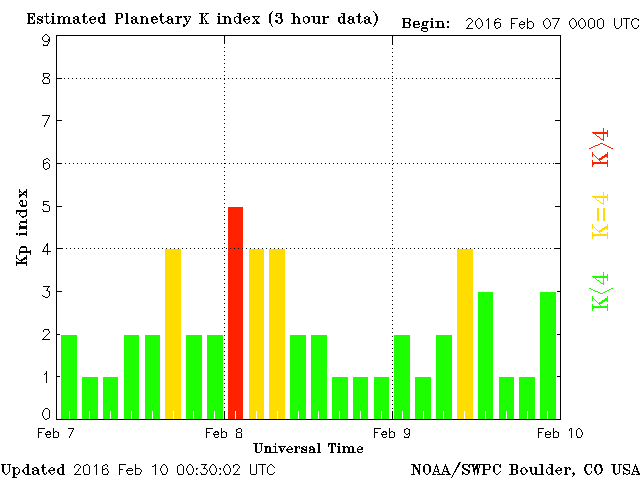 Estimated Planetary K index (3 hour data)
Begin: 2016 Feb 07 0000 UTC
9
8
7
6
5
4
3
2
1
0
Kp index
K>4
K=4
K<4
Feb 7 Feb 8 Feb 9 Feb 10
Universal Time
Updated 2016 Feb 10 00:30:02 UTC
NOAA/SWPC Boulder, CO USA